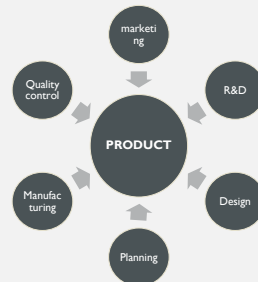 marketi
ng
R&D
Design
Planning
Manufac
turing
Quality
control
PRODUCT